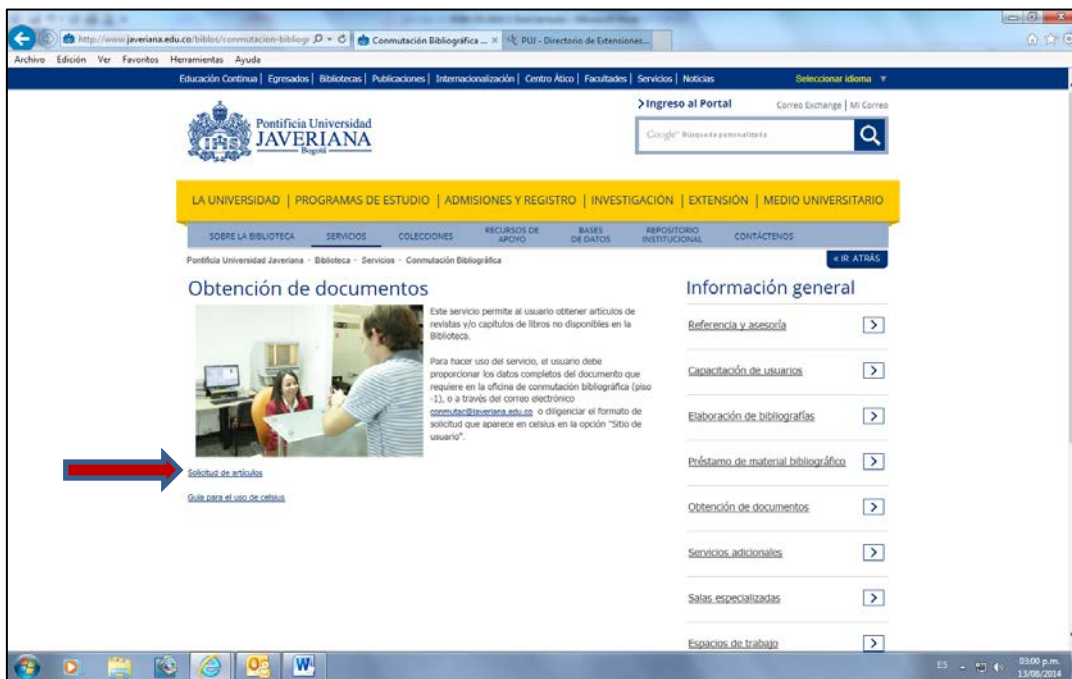 http://www.javeriana.edu.co/biblos/conmutacion-bibliogr
Conmutación Bibliográfica ...
PUJ - Directorio de Extensiones...
Archivo Edición Ver Favoritos Herramientas Ayuda
Educación Continua | Egresados | Bibliotecas | Publicaciones | Internacionalización | Centro Ático | Facultades | Servicios | Noticias
Seleccionar idioma
Pontificia Universidad
JAVERIANA
Bogotá
Ingreso al Portal
Correo Exchange | Mi Correo
Google Búsqueda personalizada
LA UNIVERSIDAD | PROGRAMAS DE ESTUDIO | ADMISIONES Y REGISTRO | INVESTIGACIÓN | EXTENSIÓN | MEDIO UNIVERSITARIO
SOBRE LA BIBLIOTECA
SERVICIOS
COLECCIONES
RECURSOS DE
APOYO
BASES
DE DATOS
REPOSITORIO
INSTITUCIONAL
CONTÁCTENOS
Pontificia Universidad Javeriana - Biblioteca - Servicios - Conmutación Bibliográfica
« IR ATRÁS
Obtención de documentos
Este servicio permite al usuario obtener artículos de
revistas y/o capítulos de libros no disponibles en la
Biblioteca.
Para hacer uso del servicio, el usuario debe
proporcionar los datos completos del documento que
requiere en la oficina de conmutación bibliográfica (piso
-1), o a través del correo electrónico
conmutac@javeriana.edu.co o diligenciar el formato de
solicitud que aparece en celsius en la opción "Sitio de
usuario".
Solicitud de artículos
Guía para el uso de celsius
Información general
Referencia y asesoría
Capacitación de usuarios
Elaboración de bibliografías
Préstamo de material bibliográfico
Obtención de documentos
Servicios adicionales
Salas especializadas
Espacios de trabajo
ES
03:00 p.m.
13/08/2014